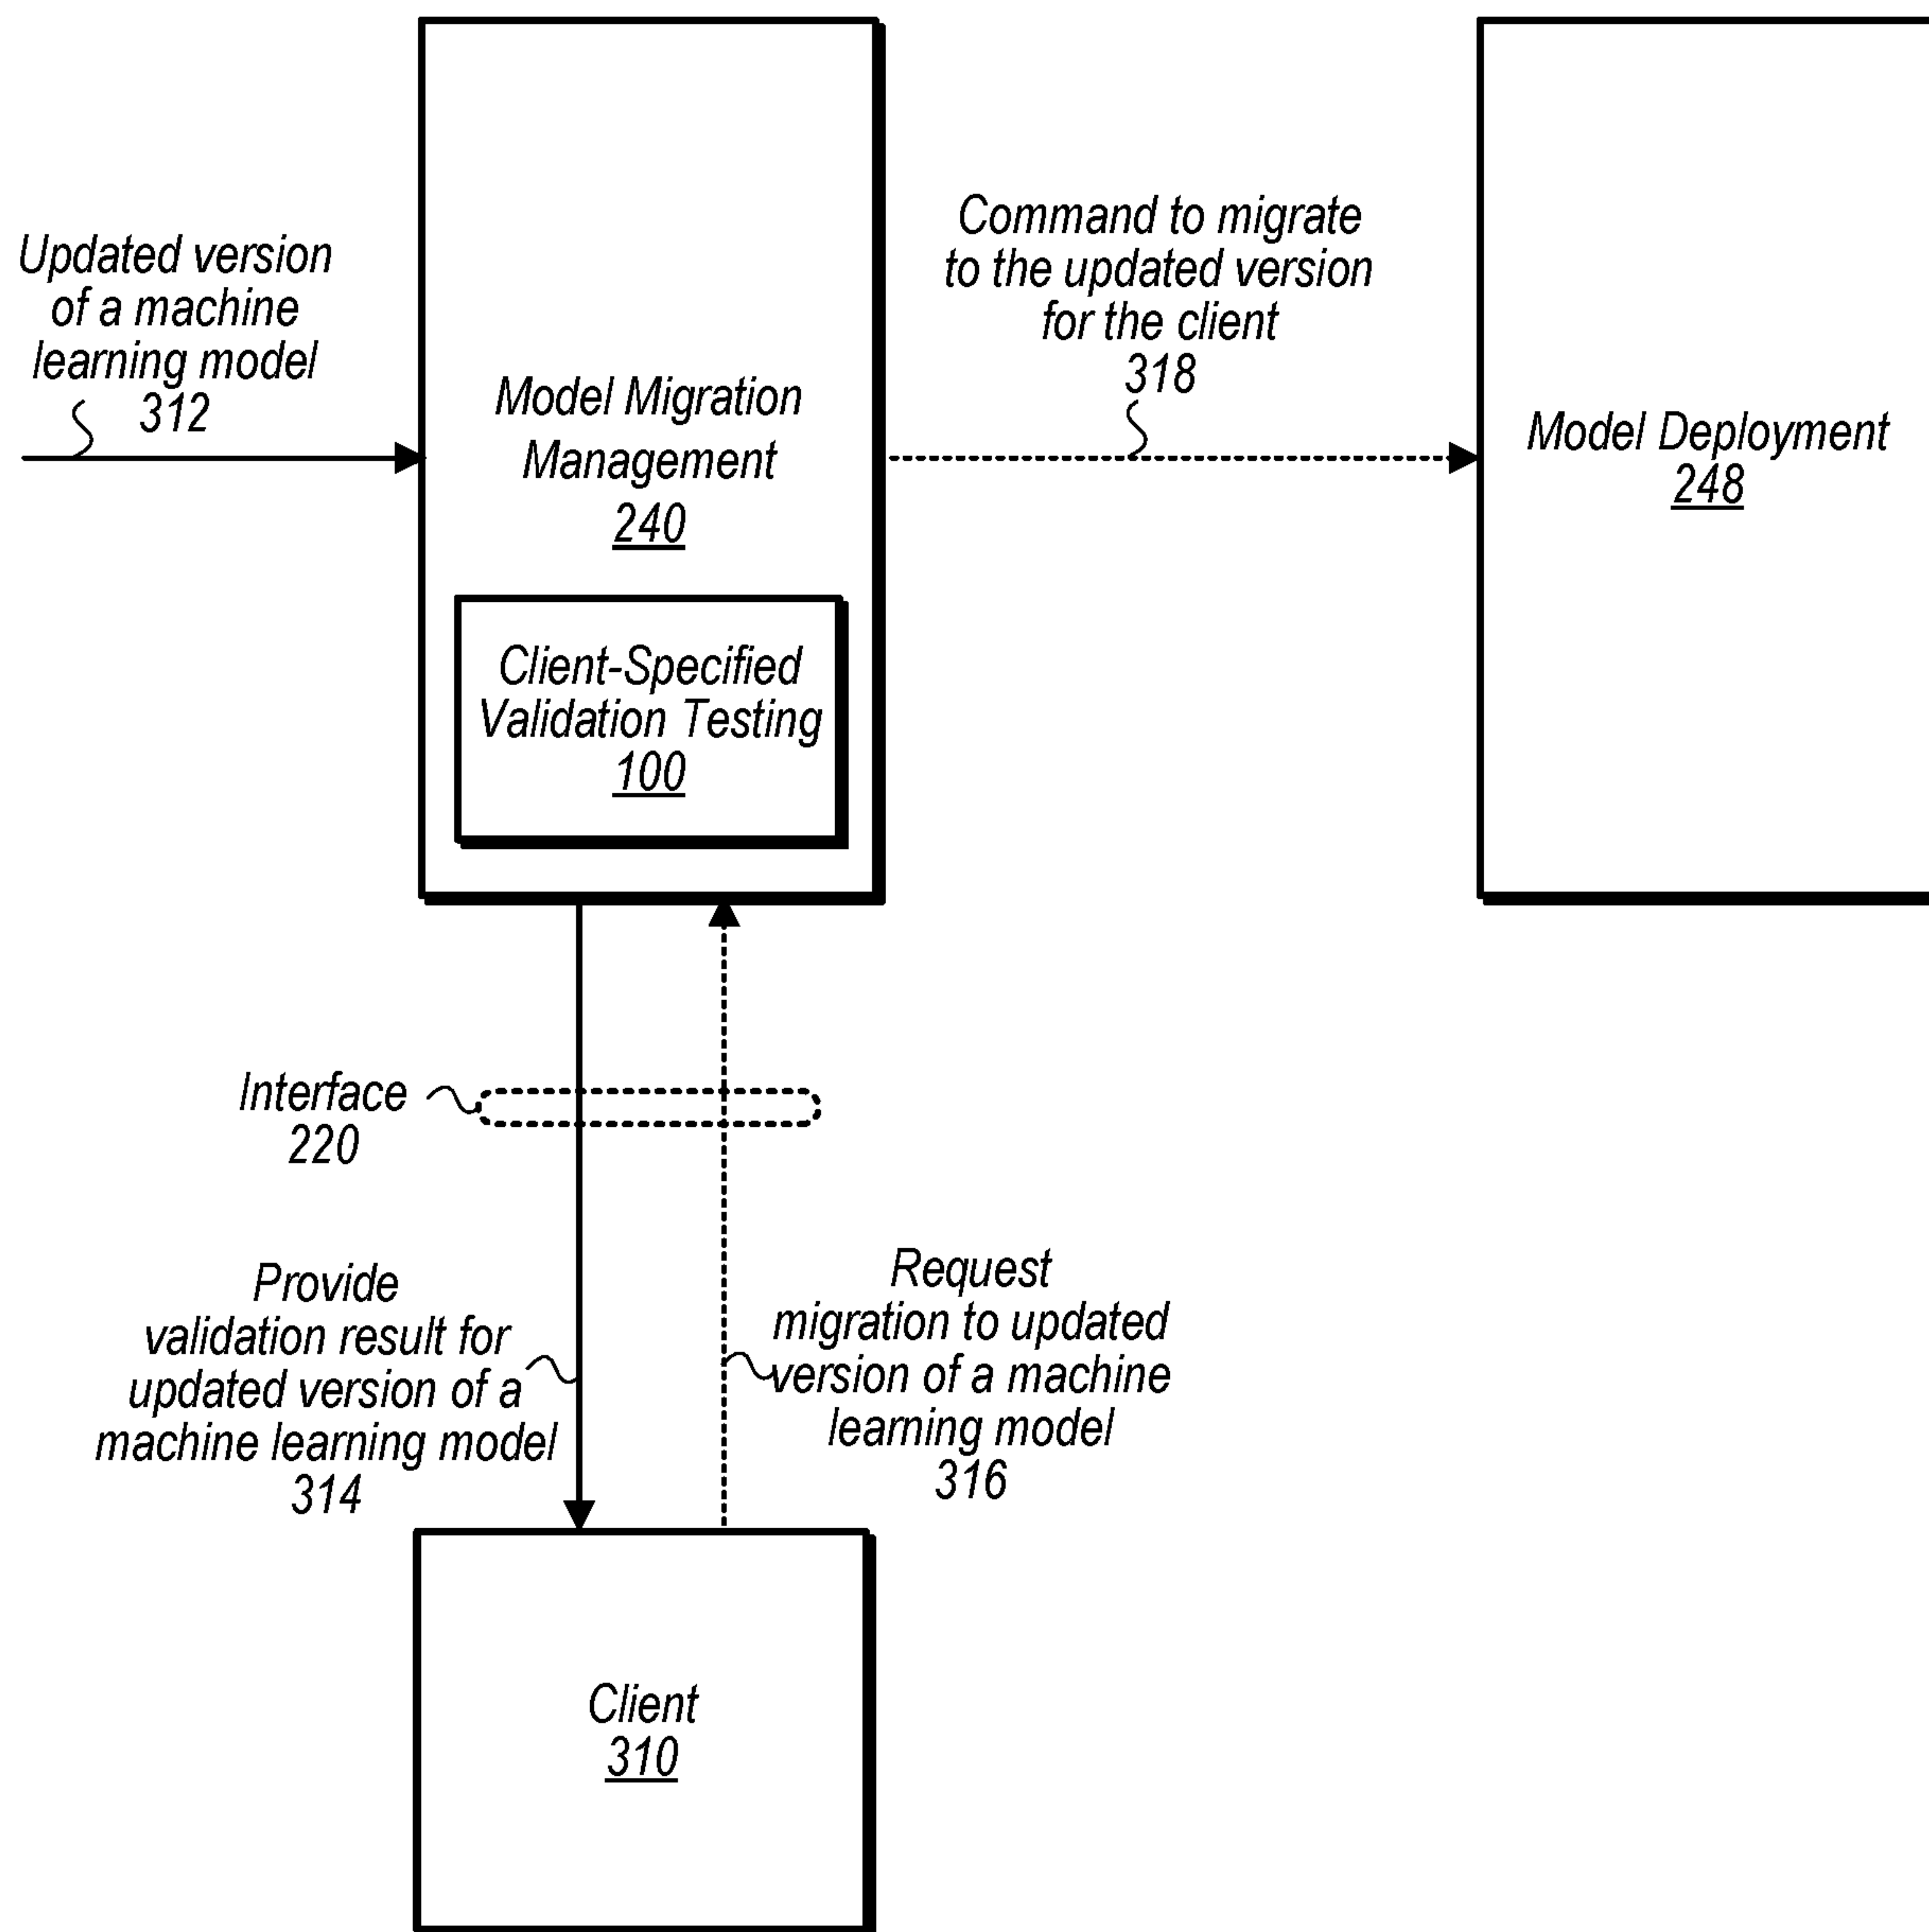 Updated version
of a machine
learning model
312
Model Migration
Management
240
Client-Specified
Validation Testing
100
Command to migrate
to the updated version
for the client
318
Model Deployment
248
Interface
220
Provide
validation result for
updated version of a
machine learning model
314
Request
migration to updated
version of a machine
learning model
316
Client
310